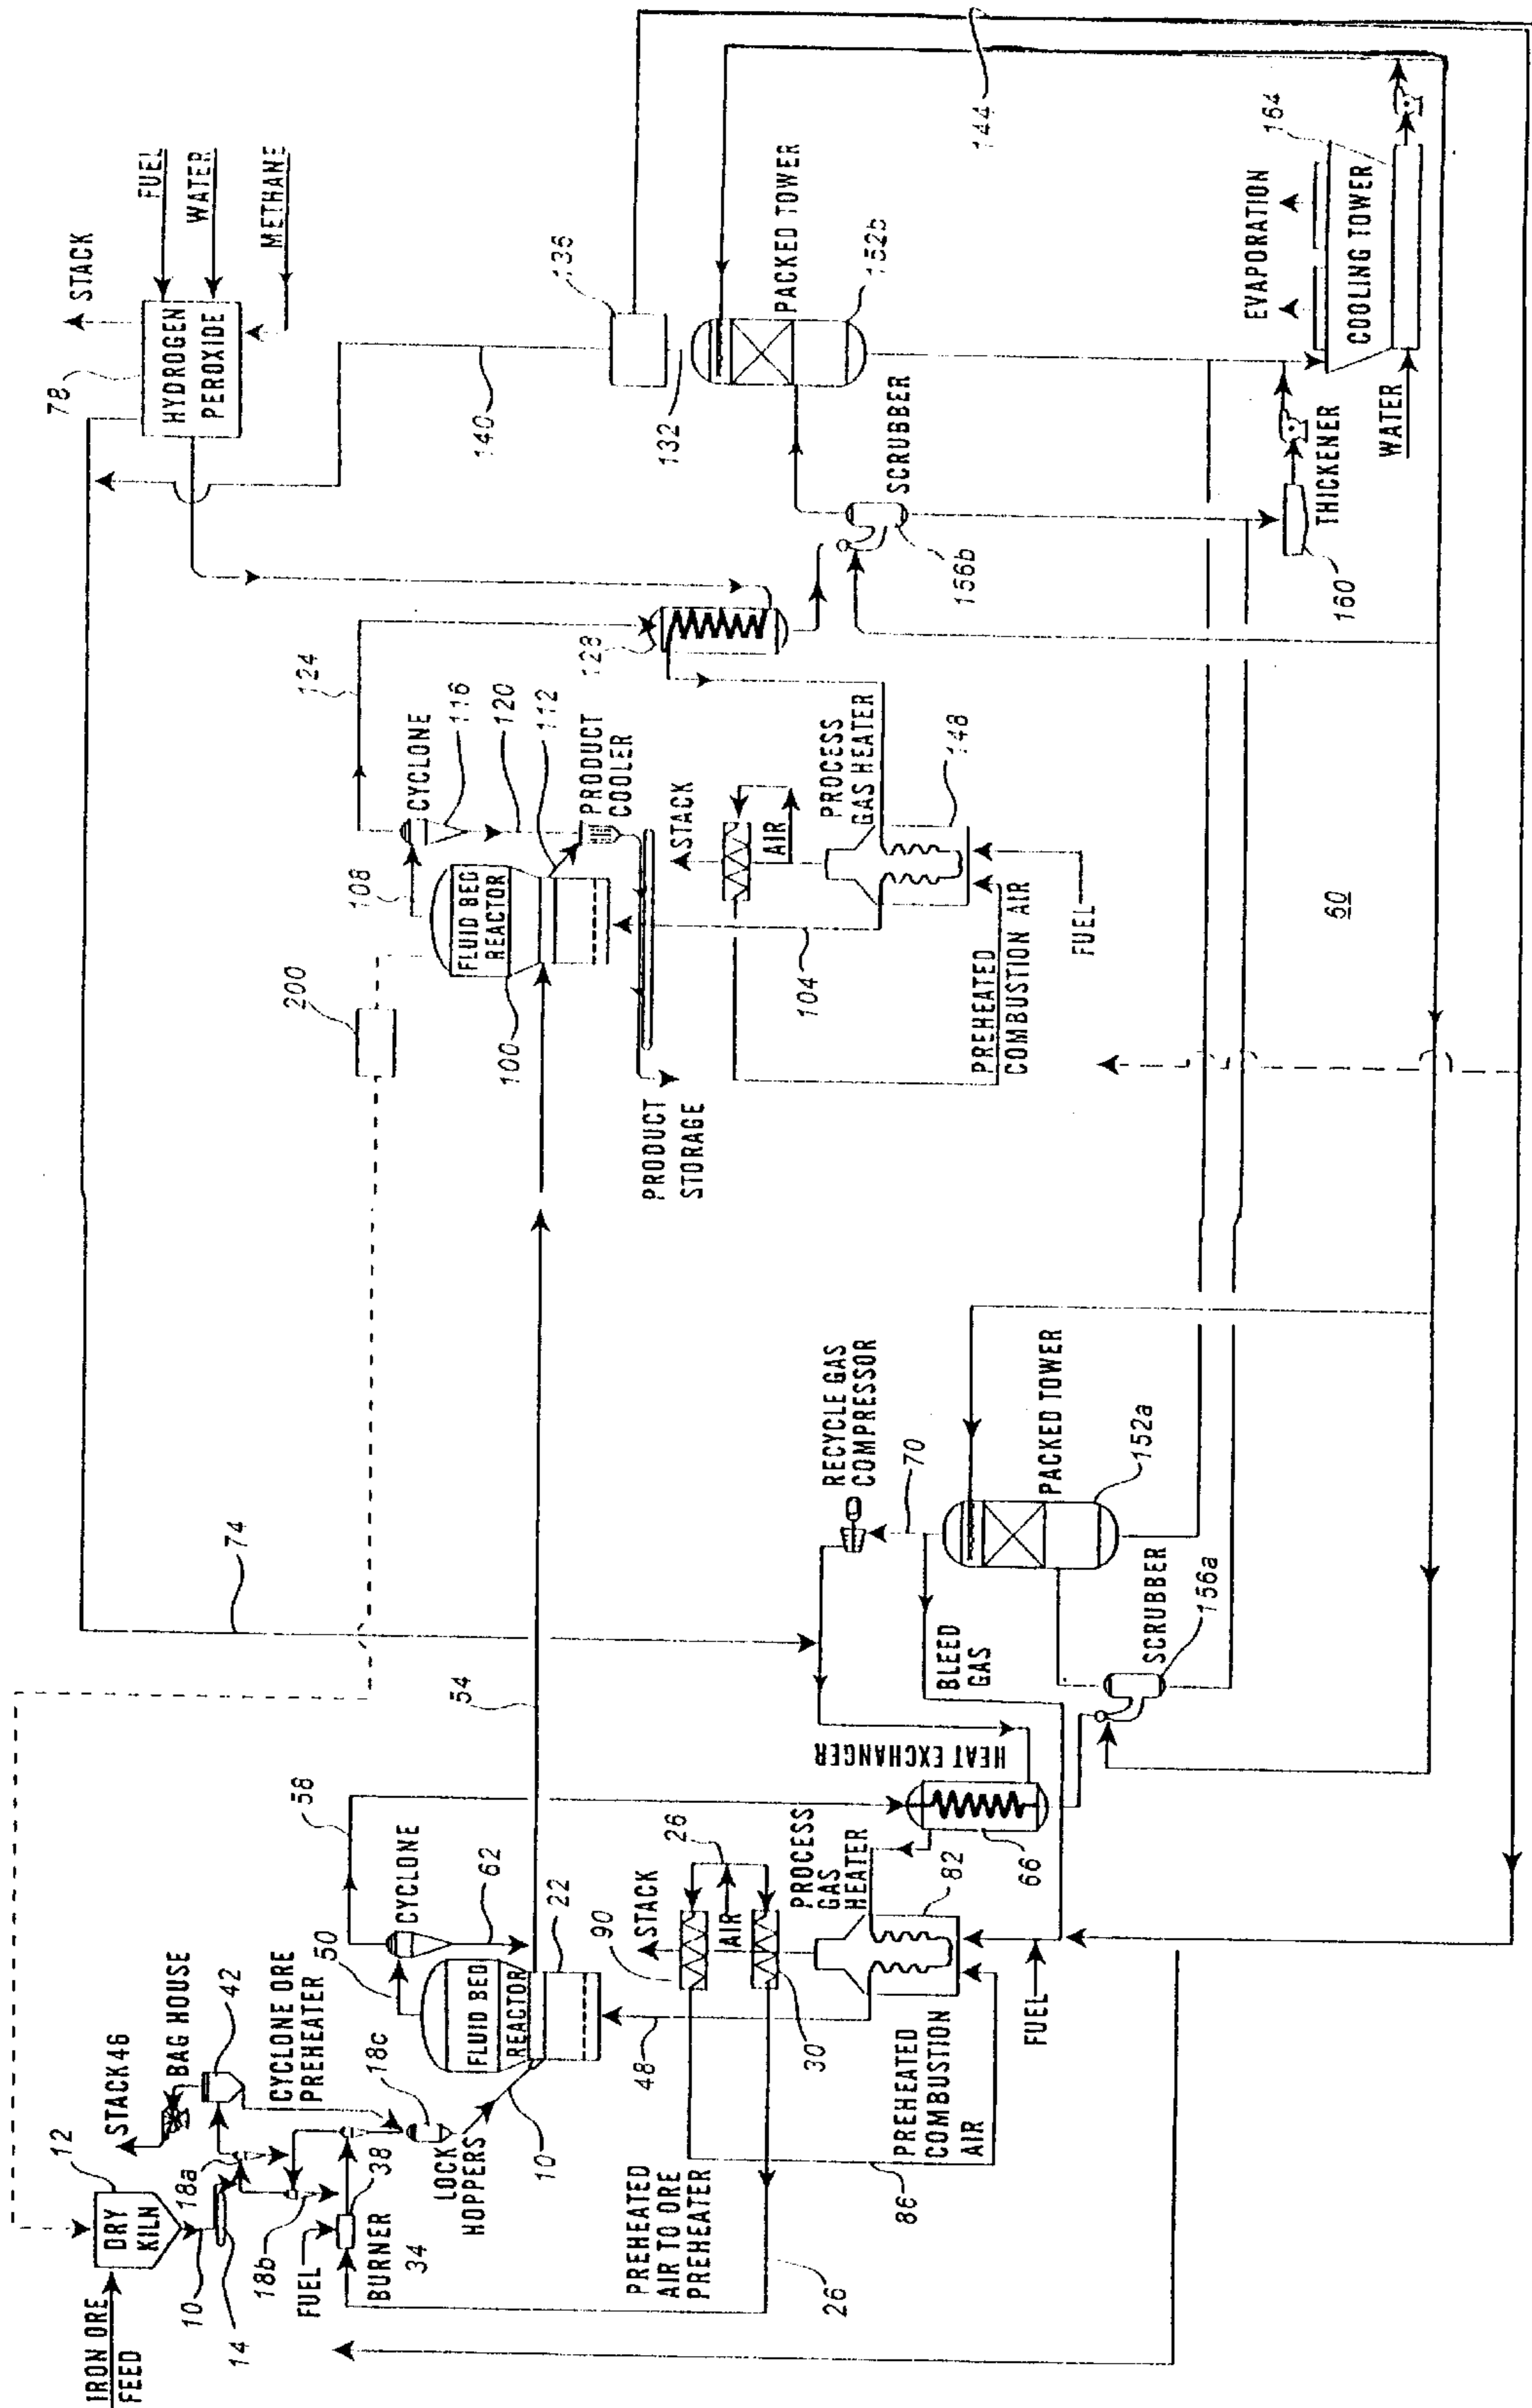 IRON ORE
FEED
DRY
KILN
12
10
14
18a
18b
STACK46
BAG HOUSE
42
CYCLONE ORE
PREHEATER
FUEL
BURNER
34
38
18c
LOCK
HOPPERS
10
50
CYCLONE
58
62
FLUID BED
REACTOR
22
54
48
PREHEATED
AIR TO ORE
PREHEATER
26
86
90
STACK
AIR
26
30
PROCESS
GAS
HEATER
82
PREHEATED
COMBUSTION
AIR
FUEL
HEAT EXCHANGER
66
BLEED
GAS
RECYCLE GAS
COMPRESSOR
70
PACKED TOWER
152a
SCRUBBER
156a
74
200
FLUID BED
REACTOR
100
108
CYCLONE
116
120
112
PRODUCT
COOLER
124
PRODUCT
STORAGE
104
STACK
AIR
PROCESS
GAS HEATER
148
PREHEATED
COMBUSTION AIR
FUEL
60
128
78
STACK
HYDROGEN
PEROXIDE
FUEL
WATER
METHANE
140
136
132
PACKED TOWER
152b
SCRUBBER
156b
144
THICKENER
160
EVAPORATION
COOLING TOWER
164
WATER